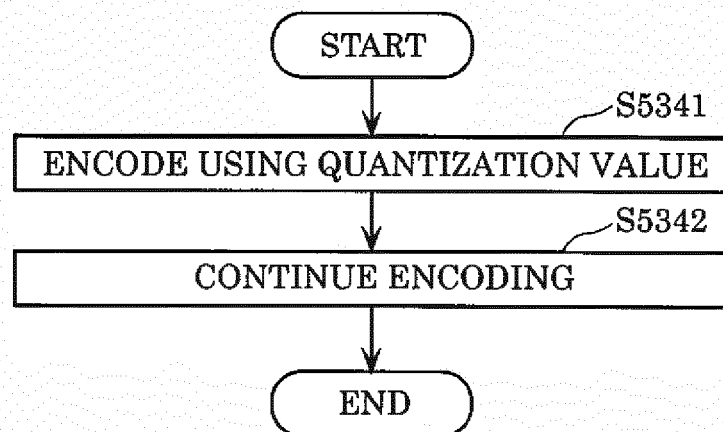 START
S5341
ENCODE USING QUANTIZATION VALUE
S5342
CONTINUE ENCODING
END